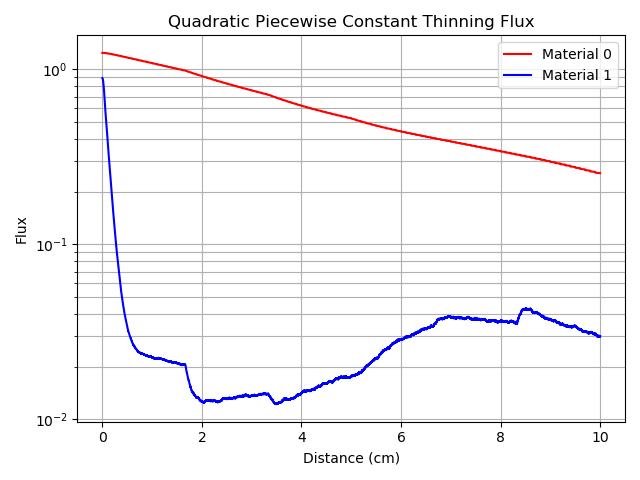 Quadratic Piecewise Constant Thinning Flux
Material 0
Material 1
10⁰
10⁻¹
10⁻²
Flux
0 2 4 6 8 10
Distance (cm)